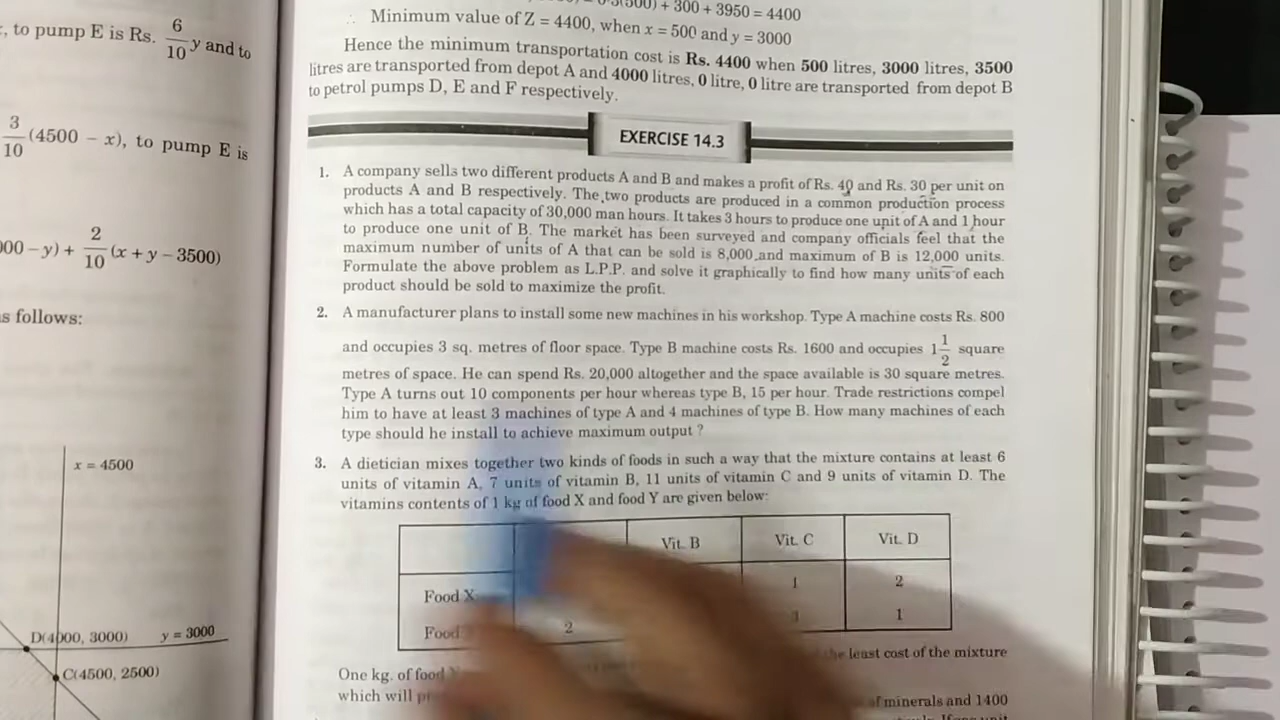 , to pump E is Rs. 6/10 y and to
3/10 (4500 − x), to pump E is
000 − y) + 2/10 (x + y − 3500)
s follows:
x = 4500
D(4000, 3000) y = 3000
C(4500, 2500)
+ 300 + 3950 = 4400
∴ Minimum value of Z = 4400, when x = 500 and y = 3000
Hence the minimum transportation cost is Rs. 4400 when 500 litres, 3000 litres, 3500
litres are transported from depot A and 4000 litres, 0 litre, 0 litre are transported from depot B
to petrol pumps D, E and F respectively.
EXERCISE 14.3
1. A company sells two different products A and B and makes a profit of Rs. 40 and Rs. 30 per unit on
products A and B respectively. The two products are produced in a common production process
which has a total capacity of 30,000 man hours. It takes 3 hours to produce one unit of A and 1 hour
to produce one unit of B. The market has been surveyed and company officials feel that the
maximum number of units of A that can be sold is 8,000 and maximum of B is 12,000 units.
Formulate the above problem as L.P.P. and solve it graphically to find how many units of each
product should be sold to maximize the profit.
2. A manufacturer plans to install some new machines in his workshop. Type A machine costs Rs. 800
and occupies 3 sq. metres of floor space. Type B machine costs Rs. 1600 and occupies 1 1/2 square
metres of space. He can spend Rs. 20,000 altogether and the space available is 30 square metres.
Type A turns out 10 components per hour whereas type B, 15 per hour. Trade restrictions compel
him to have at least 3 machines of type A and 4 machines of type B. How many machines of each
type should he install to achieve maximum output ?
3. A dietician mixes together two kinds of foods in such a way that the mixture contains at least 6
units of vitamin A, 7 units of vitamin B, 11 units of vitamin C and 9 units of vitamin D. The
vitamins contents of 1 kg of food X and food Y are given below:
Vit. B Vit. C Vit. D
Food X 1 2
Food 2 1
One kg. of food the least cost of the mixture
which will of minerals and 1400